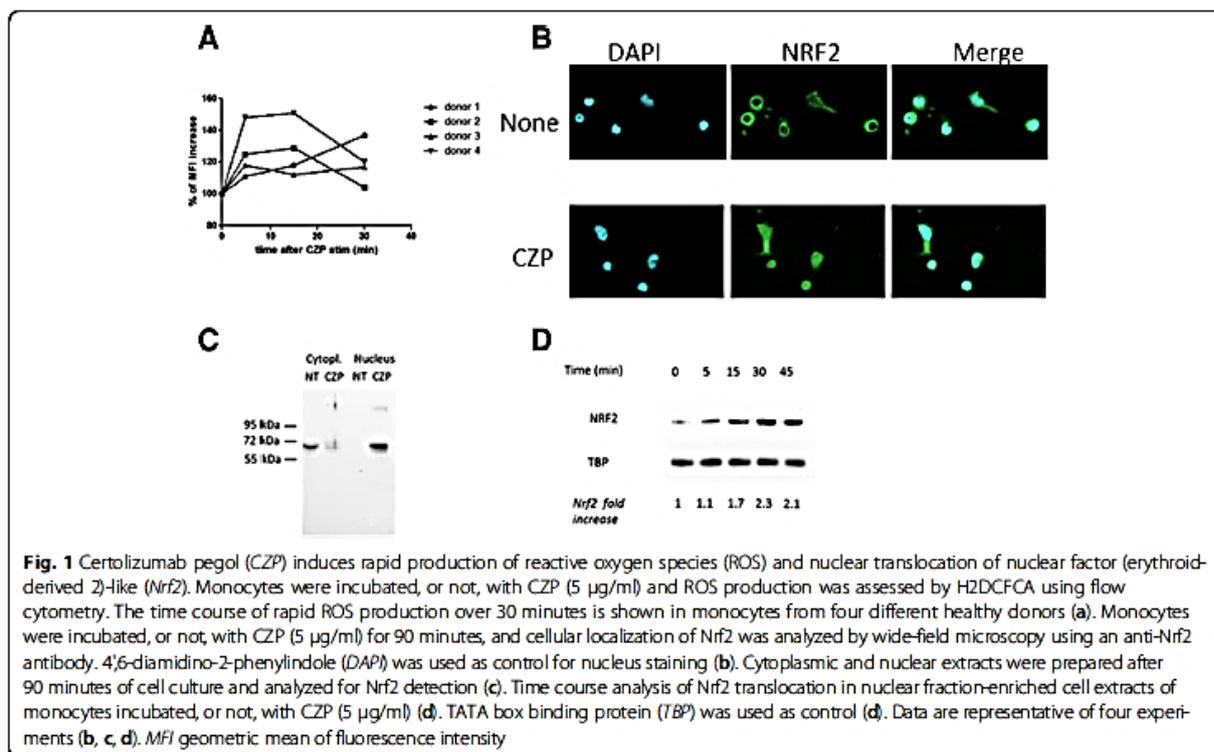 A
160
140
120
100
80
% of MFI increase
0 10 20 30 40
time after CZP stim (min)
donor 1
donor 2
donor 3
donor 4
B
DAPI NRF2 Merge
None
CZP
C
Cytopl. Nucleus
NT CZP NT CZP
95 kDa
72 kDa
55 kDa
D
Time (min) 0 5 15 30 45
NRF2
TBP
Nrf2 fold 1 1.1 1.7 2.3 2.1
increase
Fig. 1 Certolizumab pegol (CZP) induces rapid production of reactive oxygen species (ROS) and nuclear translocation of nuclear factor (erythroid-
derived 2)-like (Nrf2). Monocytes were incubated, or not, with CZP (5 μg/ml) and ROS production was assessed by H2DCFCA using flow
cytometry. The time course of rapid ROS production over 30 minutes is shown in monocytes from four different healthy donors (a). Monocytes
were incubated, or not, with CZP (5 μg/ml) for 90 minutes, and cellular localization of Nrf2 was analyzed by wide-field microscopy using an anti-Nrf2
antibody. 4',6-diamidino-2-phenylindole (DAPI) was used as control for nucleus staining (b). Cytoplasmic and nuclear extracts were prepared after
90 minutes of cell culture and analyzed for Nrf2 detection (c). Time course analysis of Nrf2 translocation in nuclear fraction-enriched cell extracts of
monocytes incubated, or not, with CZP (5 μg/ml) (d). TATA box binding protein (TBP) was used as control (d). Data are representative of four experi-
ments (b, c, d). MFI geometric mean of fluorescence intensity